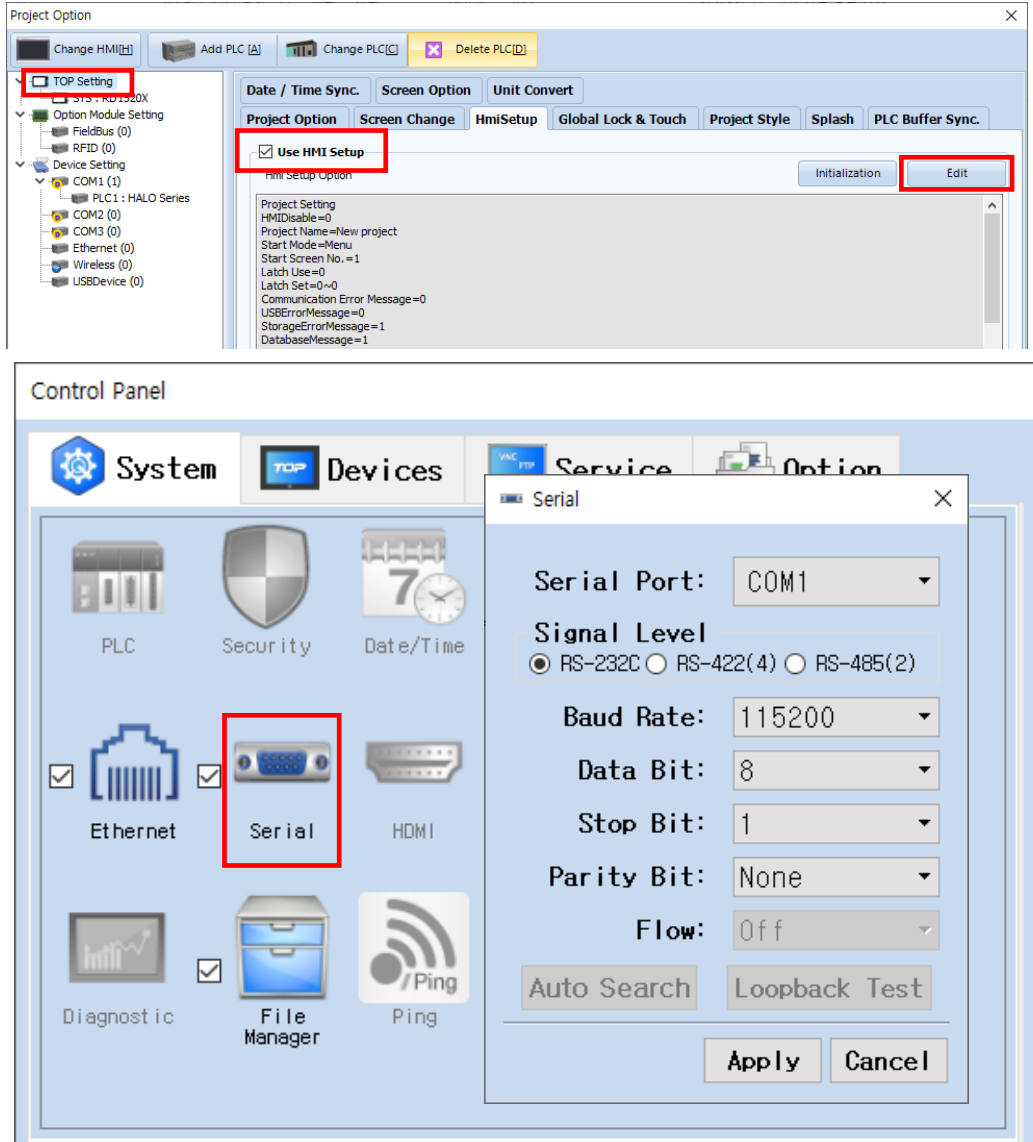 Project Option
Change HMI[H] Add PLC [A] Change PLC[C] Delete PLC[D]
TOP Setting
SYS : RD1520X
Option Module Setting
FieldBus (0)
RFID (0)
Device Setting
COM1 (1)
PLC1 : HALO Series
COM2 (0)
COM3 (0)
Ethernet (0)
Wireless (0)
USBDevice (0)
Date / Time Sync. Screen Option Unit Convert
Project Option Screen Change HmiSetup Global Lock & Touch Project Style Splash PLC Buffer Sync.
Use HMI Setup
Hmi Setup Option
Initialization Edit
Project Setting
HMIDisable=0
Project Name=New project
Start Mode=Menu
Start Screen No.=1
Latch Use=0
Latch Set=0~0
Communication Error Message=0
USBErrorMessage=0
StorageErrorMessage=1
DatabaseMessage=1
Control Panel
System
TOP Devices
VNC FTP Service
Option
PLC
Security
7 Date/Time
Ethernet
Serial
HDMI
Diagnostic
File
Manager
/Ping
Ping
Serial
Serial Port: COM1
Signal Level
RS-232C RS-422(4) RS-485(2)
Baud Rate: 115200
Data Bit: 8
Stop Bit: 1
Parity Bit: None
Flow: Off
Auto Search Loopback Test
Apply Cancel